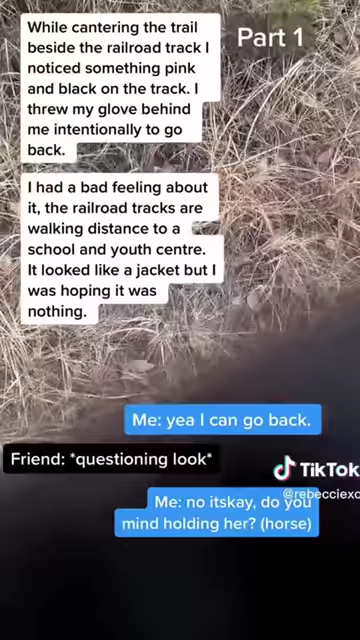 While cantering the trail
beside the railroad track I
noticed something pink
and black on the track. I
threw my glove behind
me intentionally to go
back.
Part 1
I had a bad feeling about
it, the railroad tracks are
walking distance to a
school and youth centre.
It looked like a jacket but I
was hoping it was
nothing.
Me: yea I can go back.
Friend: *questioning look*
TikTok
@rebecciexo
Me: no itskay, do you
mind holding her? (horse)